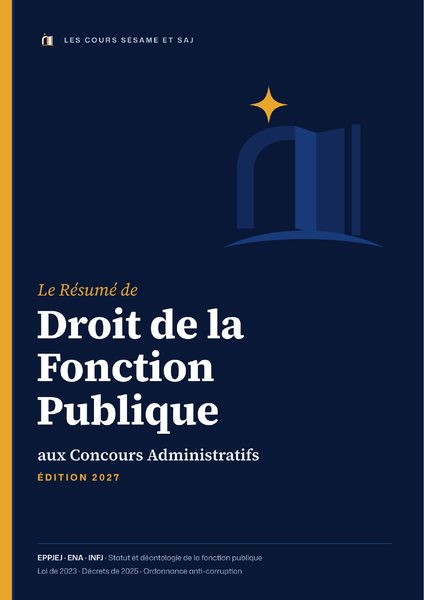 LES COURS SÉSAME ET SAJ
Le Résumé de
Droit de la
Fonction
Publique
aux Concours Administratifs
ÉDITION 2027
EPPJEJ · ENA · INFJ · Statut et déontologie de la fonction publique
Loi de 2023 · Décrets de 2025 · Ordonnance anti-corruption